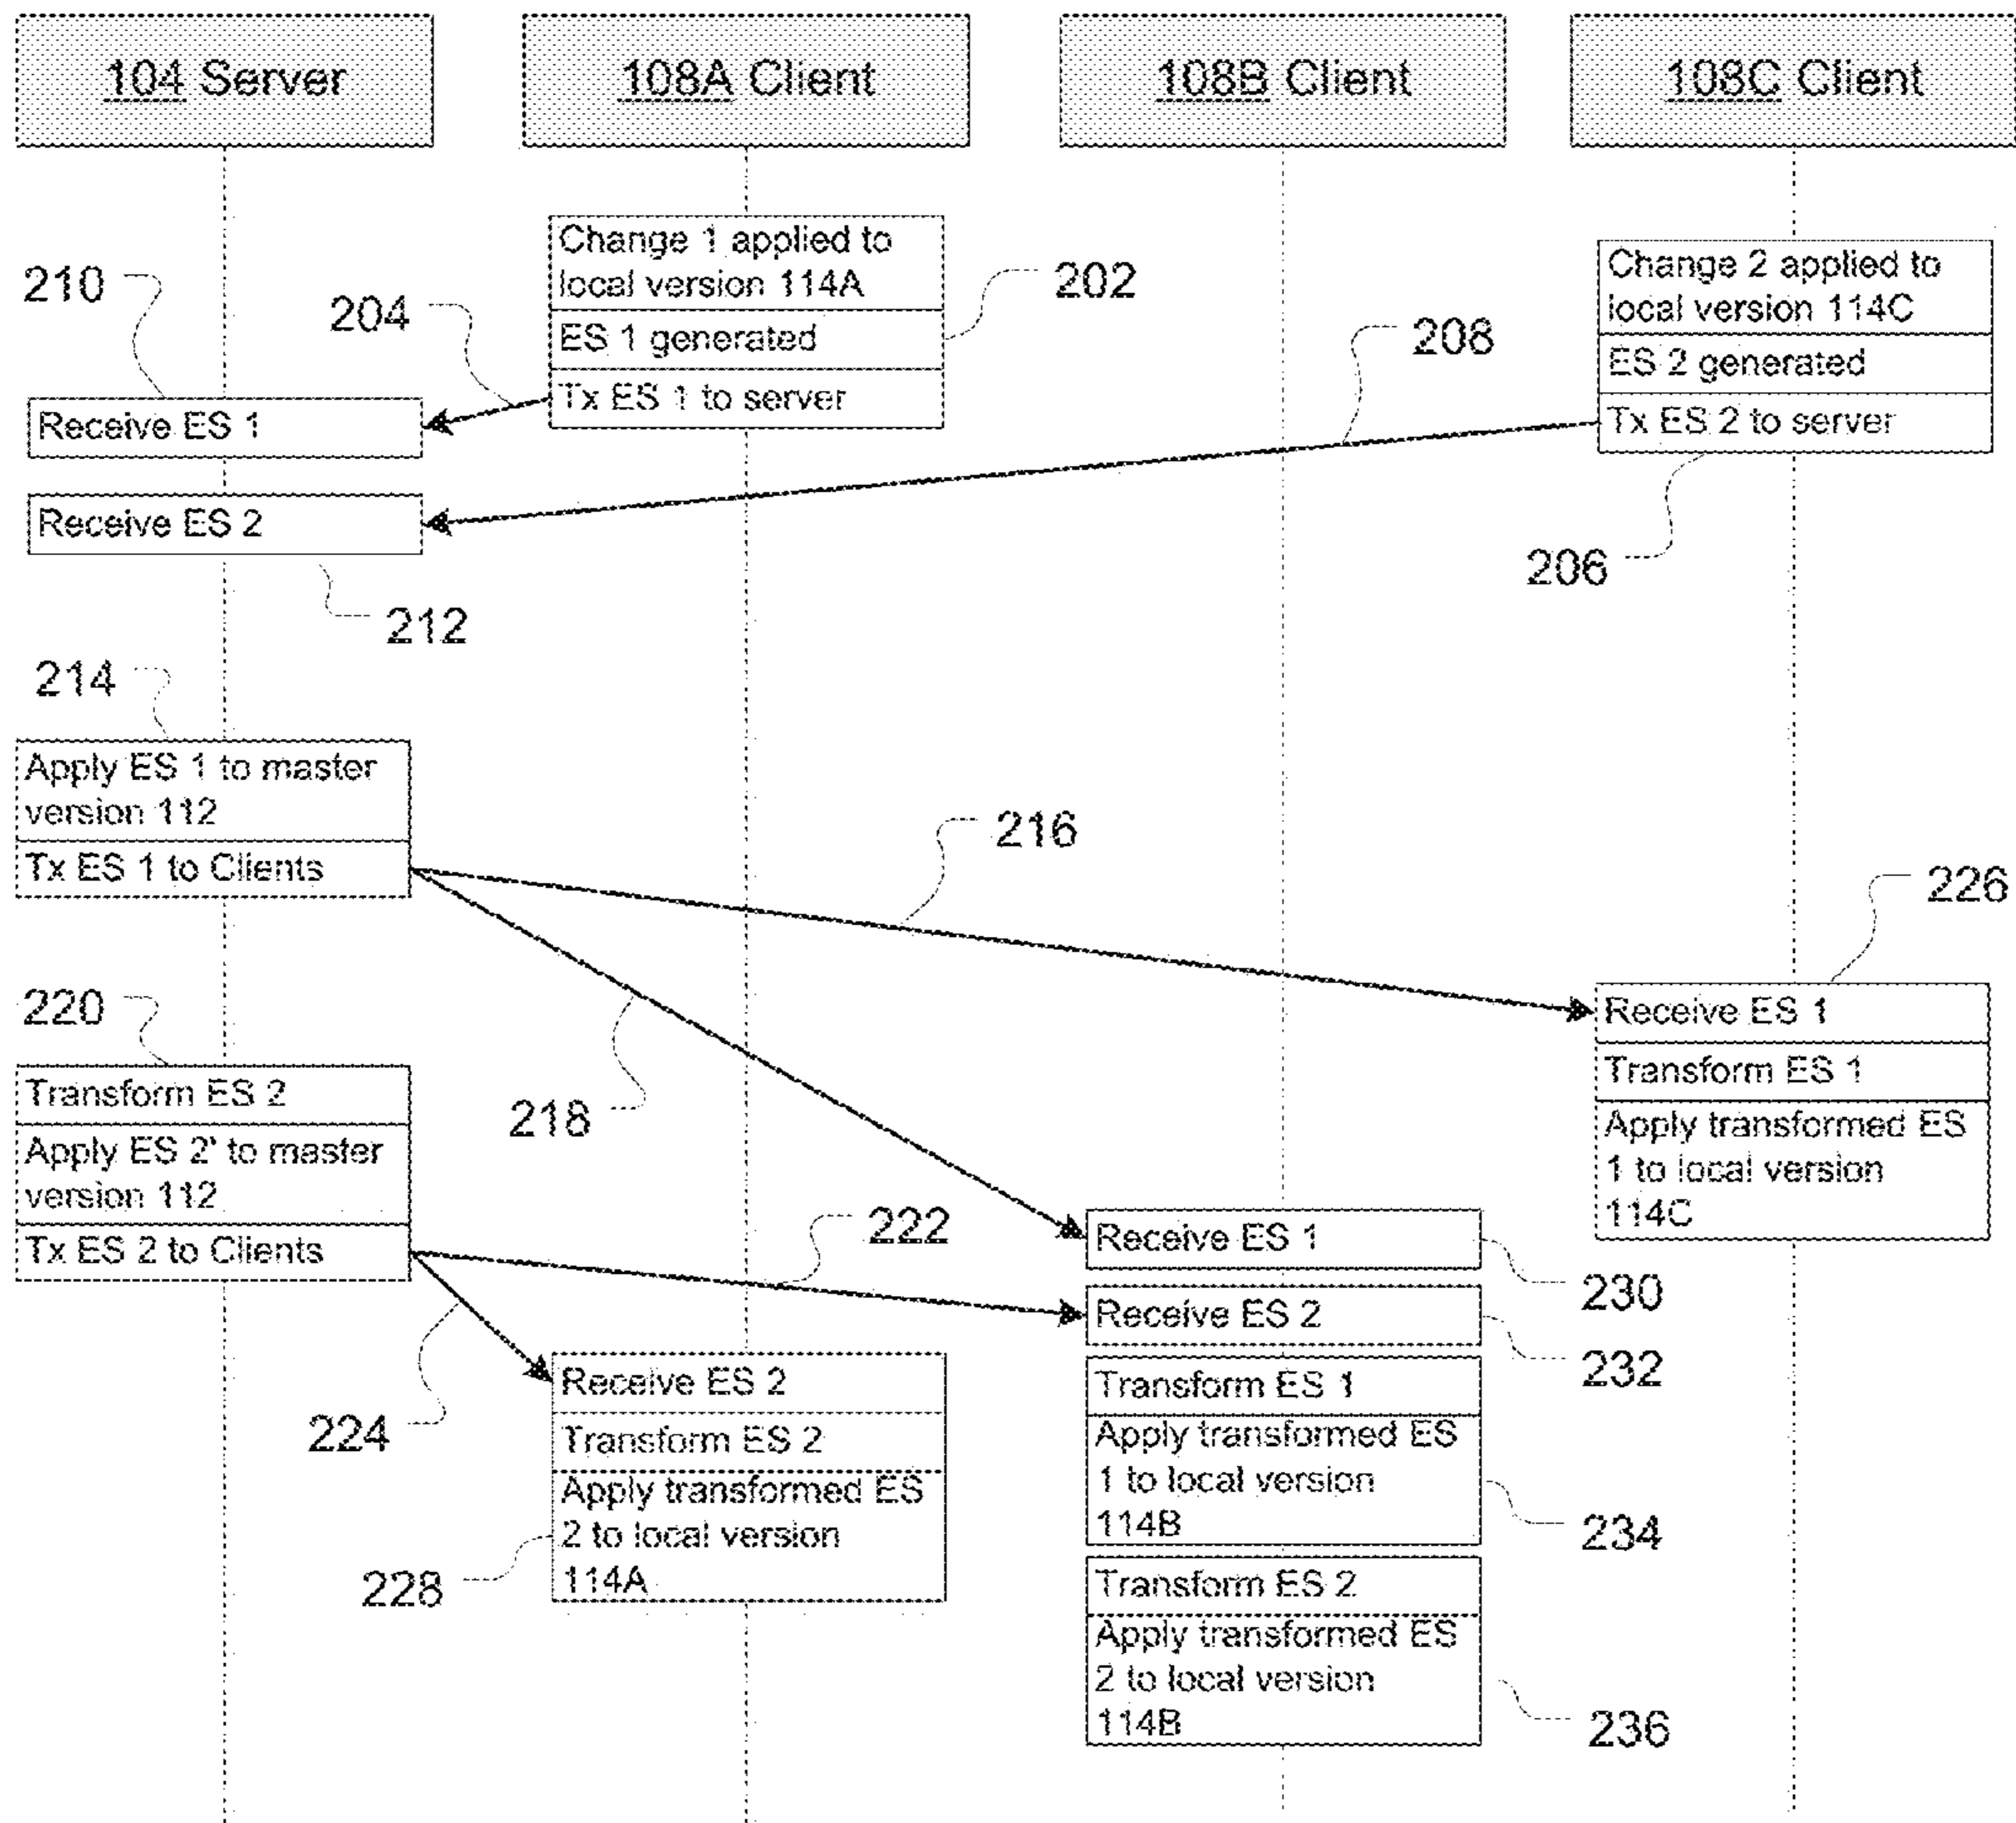 104 Server
108A Client
108B Client
108C Client
Change 1 applied to
local version 114A
ES 1 generated
Tx ES 1 to server
202
204
210
Receive ES 1
Receive ES 2
212
208
Change 2 applied to
local version 114C
ES 2 generated
Tx ES 2 to server
206
214
Apply ES 1 to master
version 112
Tx ES 1 to Clients
216
218
226
Receive ES 1
Transform ES 1
Apply transformed ES
1 to local version
114C
220
Transform ES 2
Apply ES 2' to master
version 112
Tx ES 2 to Clients
222
224
Receive ES 2
Transform ES 2
Apply transformed ES
2 to local version
114A
228
Receive ES 1
230
Receive ES 2
232
Transform ES 1
Apply transformed ES
1 to local version
114B
234
Transform ES 2
Apply transformed ES
2 to local version
114B
236